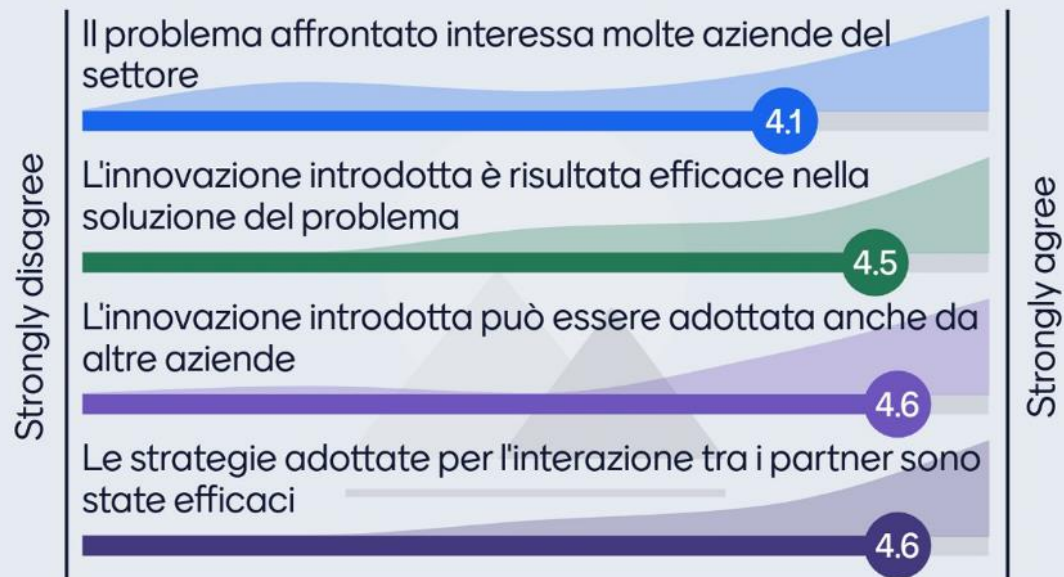 Il problema affrontato interessa molte aziende del
settore
4.1
L'innovazione introdotta è risultata efficace nella
soluzione del problema
4.5
L'innovazione introdotta può essere adottata anche da
altre aziende
4.6
Le strategie adottate per l'interazione tra i partner sono
state efficaci
4.6
Strongly disagree
Strongly agree